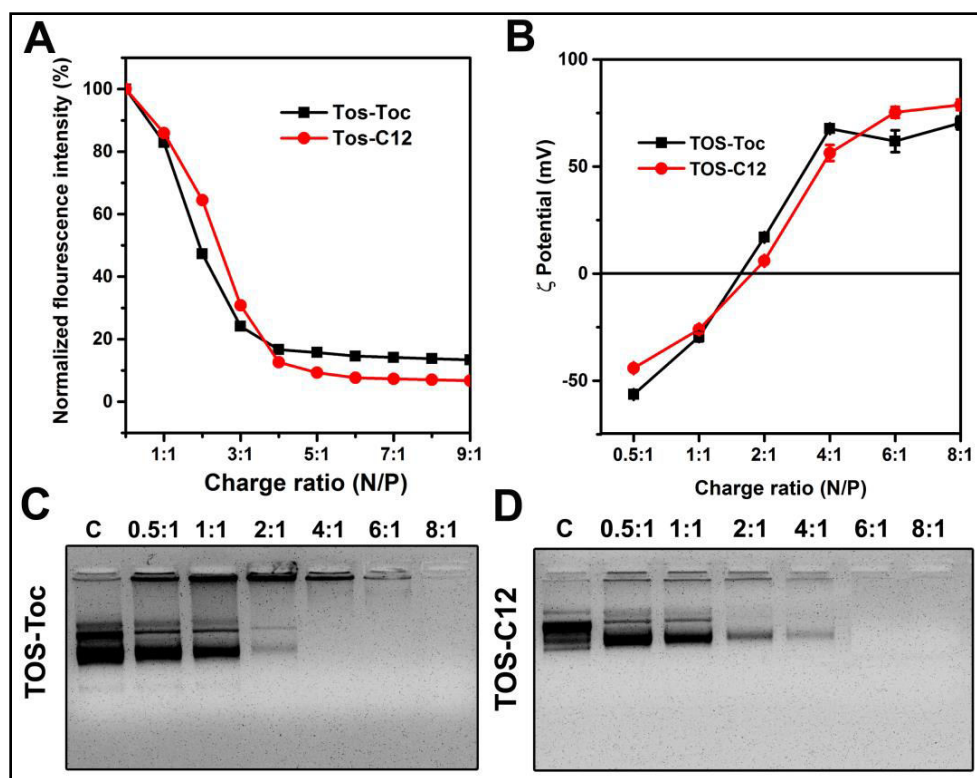 A
Normalized flourescence intensity (%)
100
80
60
40
20
0
Tos-Toc
Tos-C12
1:1 3:1 5:1 7:1 9:1
Charge ratio (N/P)
B
ζ Potential (mV)
100
50
0
-50
TOS-Toc
TOS-C12
0.5:1 1:1 2:1 4:1 6:1 8:1
Charge ratio (N/P)
C
C 0.5:1 1:1 2:1 4:1 6:1 8:1
TOS-Toc
D
C 0.5:1 1:1 2:1 4:1 6:1 8:1
TOS-C12